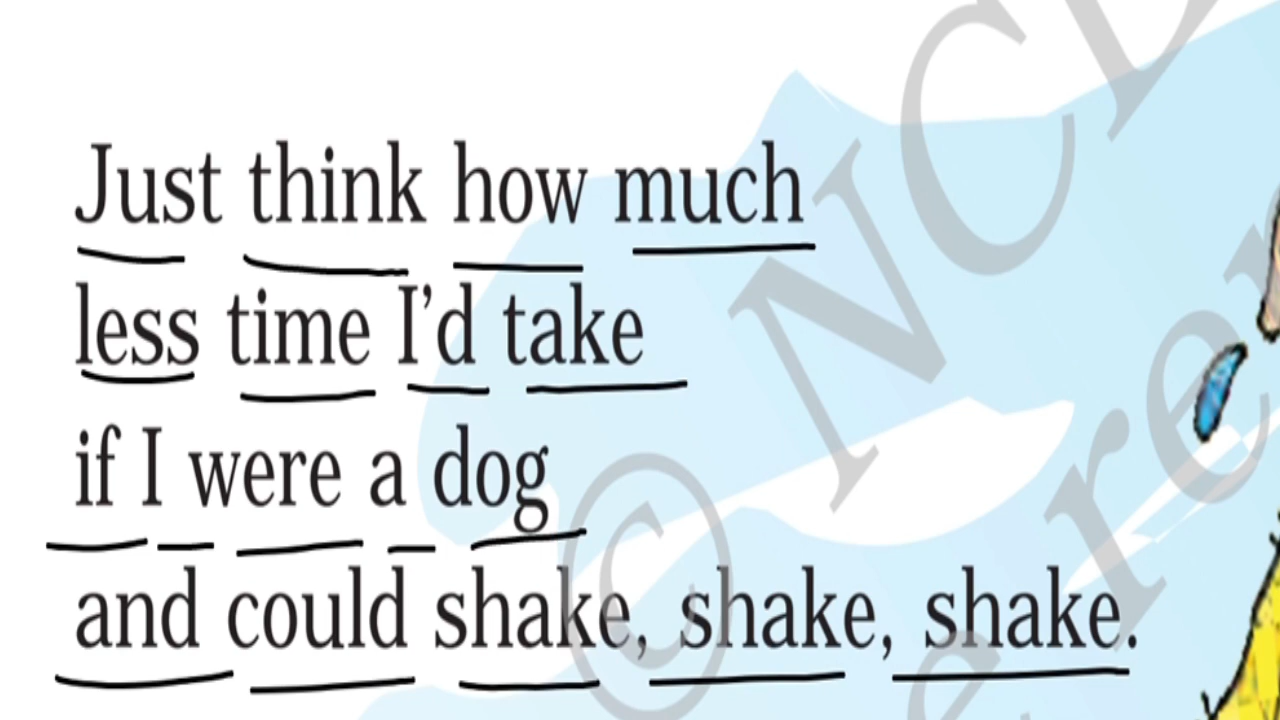 Just think how much
less time I’d take
if I were a dog
and could shake, shake, shake.